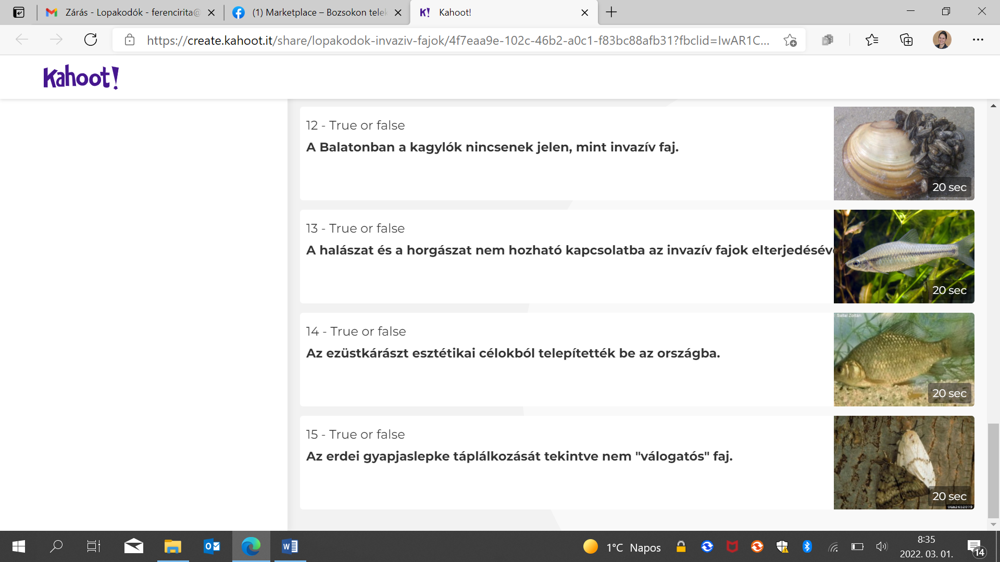 Zárás - Lopakodók - ferencirita@
(1) Marketplace – Bozsokon telek
K! Kahoot!
https://create.kahoot.it/share/lopakodok-invaziv-fajok/4f7eaa9e-102c-46b2-a0c1-f83bc88afb31?fbclid=IwAR1C...
Kahoot!
12 - True or false
A Balatonban a kagylók nincsenek jelen, mint invazív faj.
20 sec
13 - True or false
A halászat és a horgászat nem hozható kapcsolatba az invazív fajok elterjedéséve
20 sec
14 - True or false
Az ezüstkárászt esztétikai célokból telepítették be az országba.
Sallai Zoltán
20 sec
15 - True or false
Az erdei gyapjaslepke táplálkozását tekintve nem "válogatós" faj.
20 sec
UGA2652079
1°C Napos
8:35
2022. 03. 01.
14